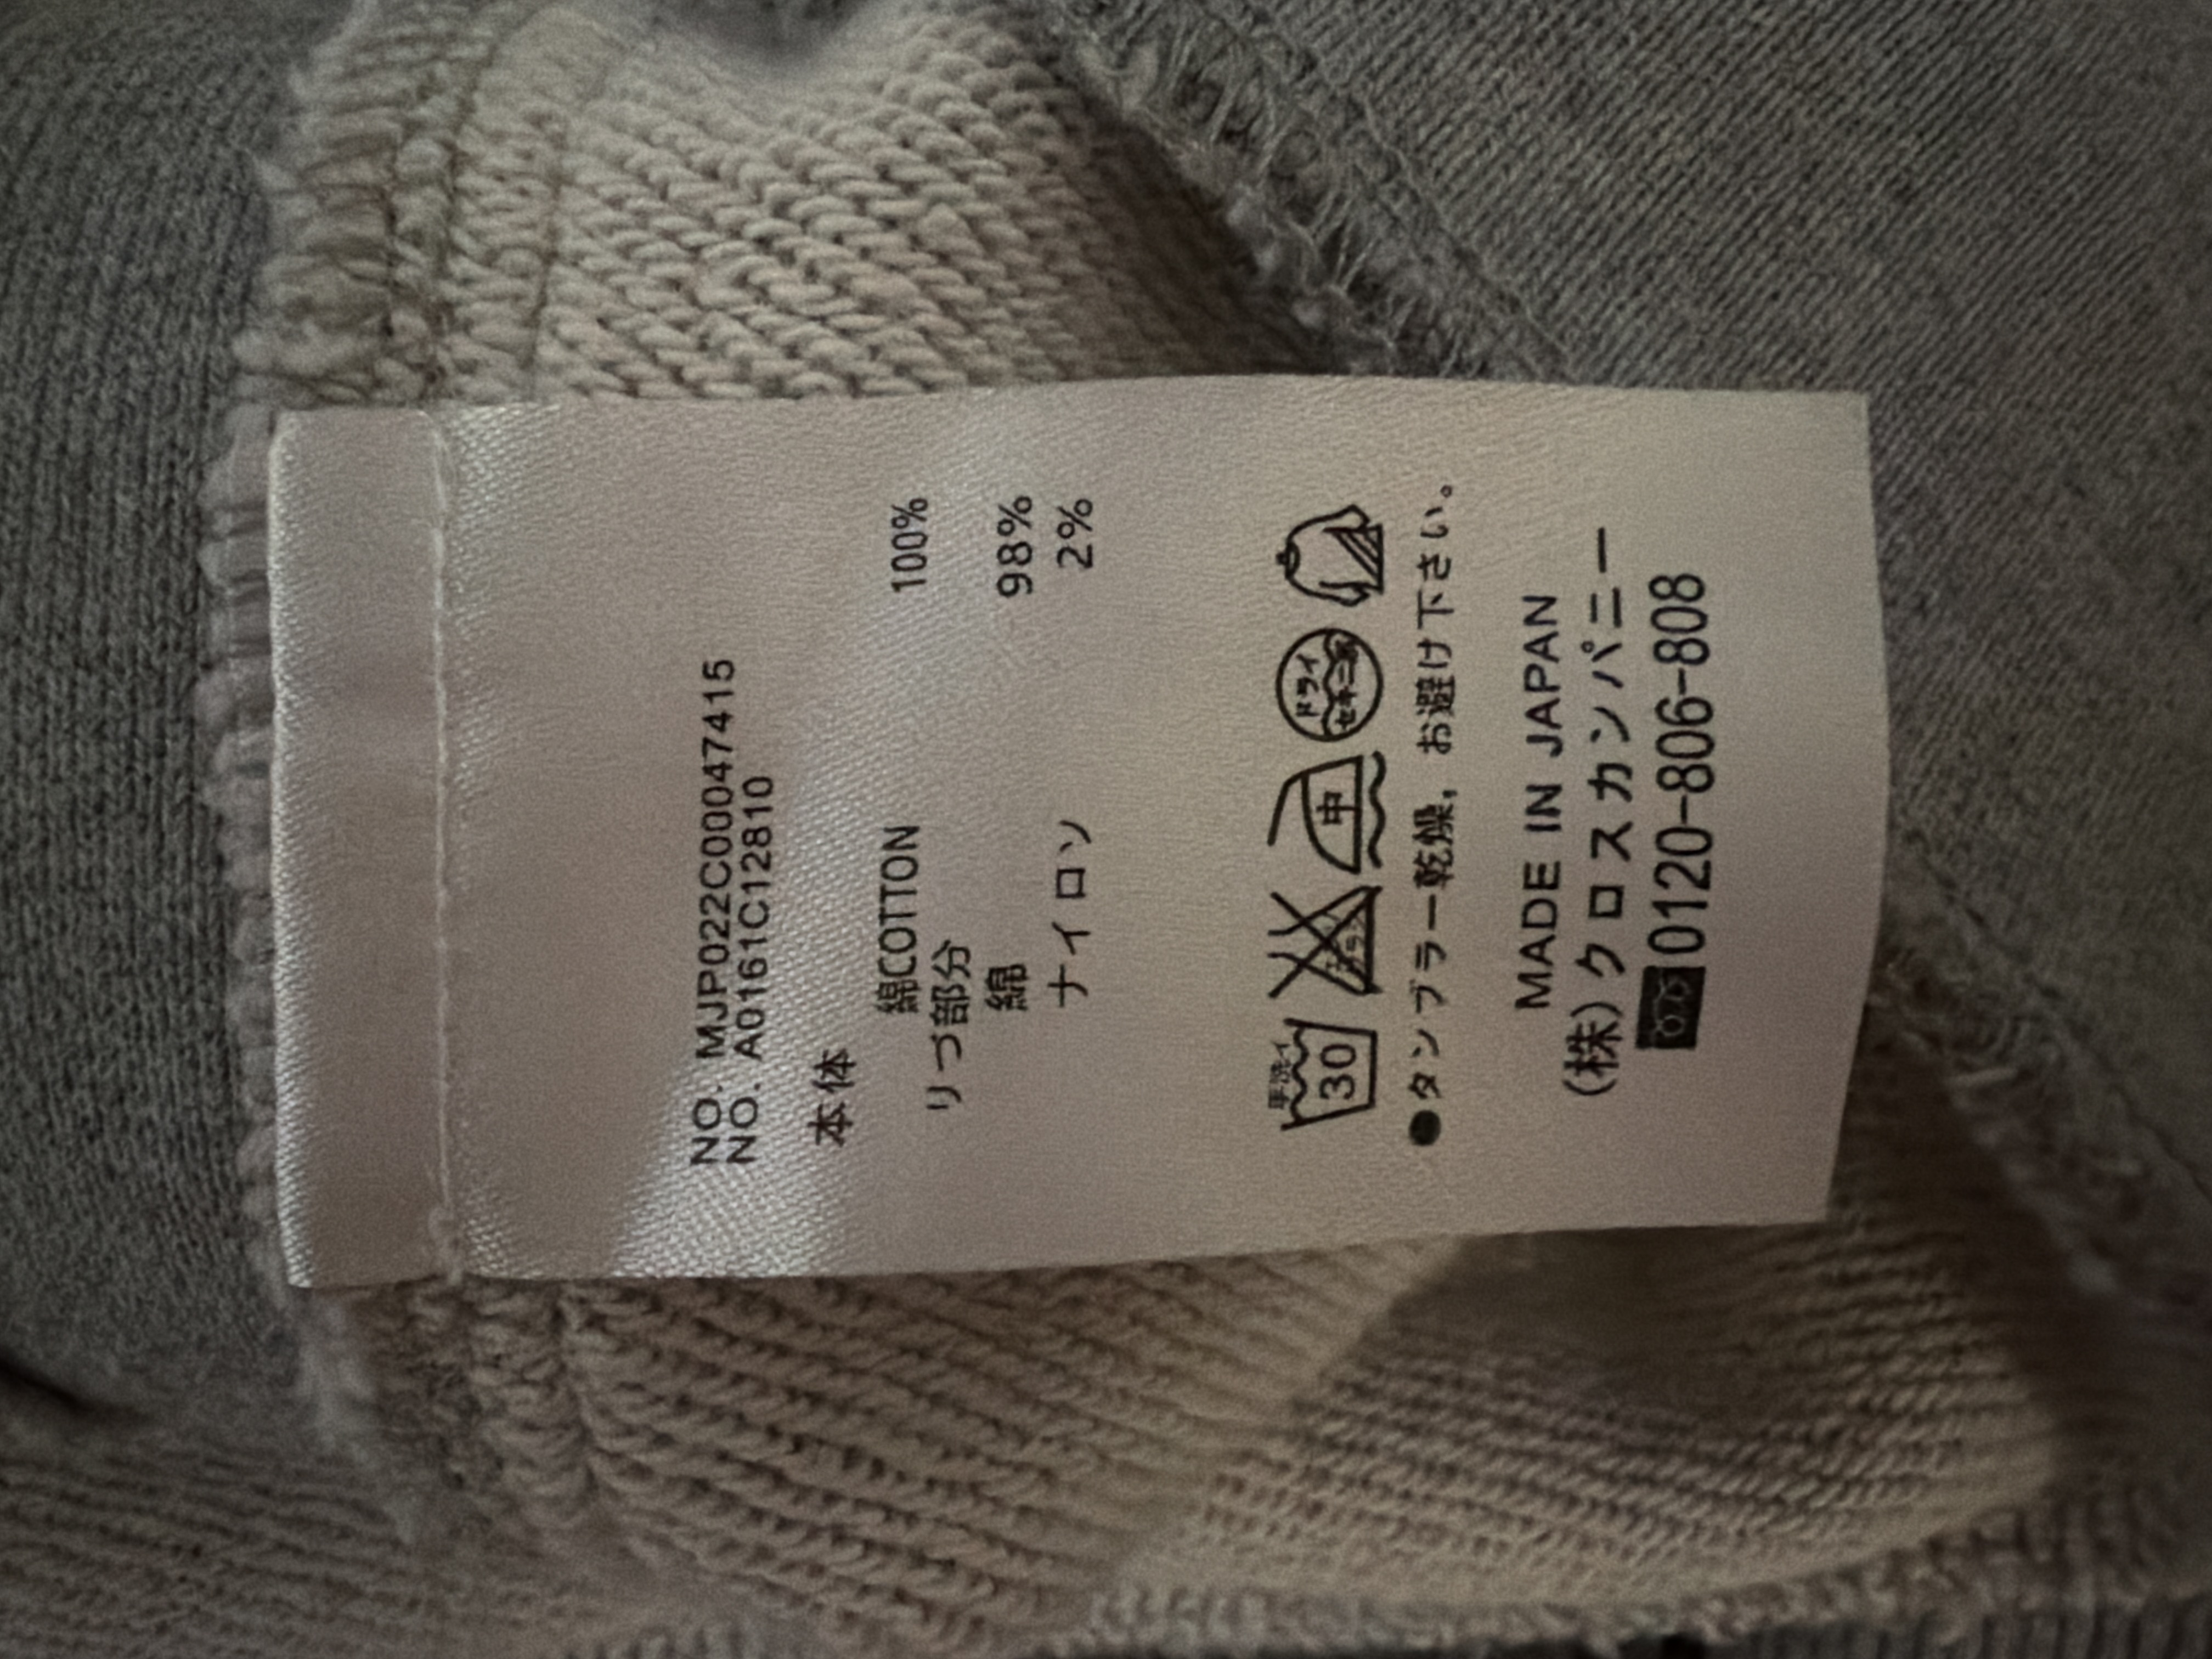 NO. MJP022C00047415
NO. A0161C12810
本体
綿COTTON 100%
リブ部分
綿 98%
ナイロン 2%
手洗イ
30
中
ドライ
セキユ系
●タンブラー乾燥，お避け下さい。
MADE IN JAPAN
(株)クロスカンパニー
0120-806-808